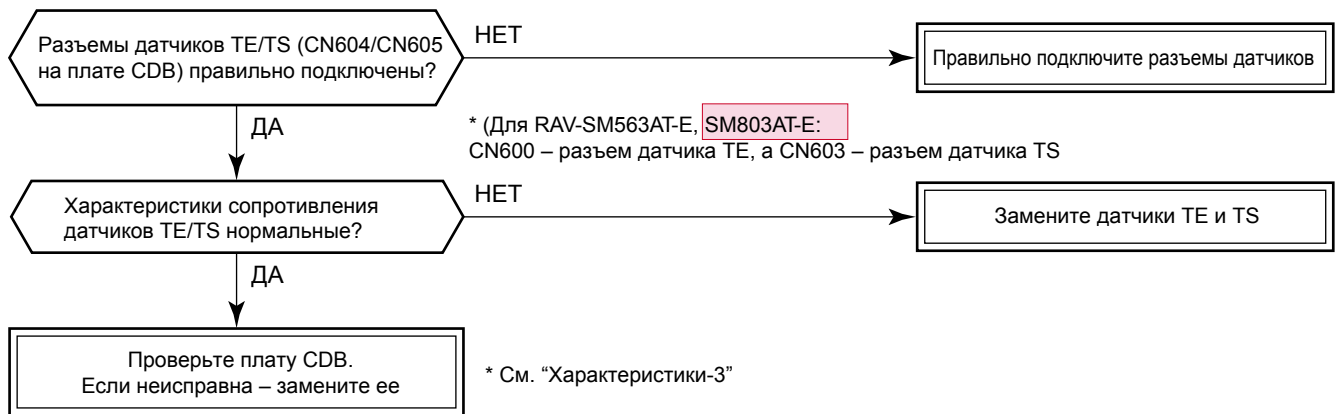 Разъемы датчиков TE/TS (CN604/CN605
на плате CDB) правильно подключены?
НЕТ
Правильно подключите разъемы датчиков
ДА
* (Для RAV-SM563AT-E, SM803AT-E:
CN600 – разъем датчика TE, а CN603 – разъем датчика TS
Характеристики сопротивления
датчиков TE/TS нормальные?
НЕТ
Замените датчики TE и TS
ДА
Проверьте плату CDB.
Если неисправна – замените ее
* См. “Характеристики-3”